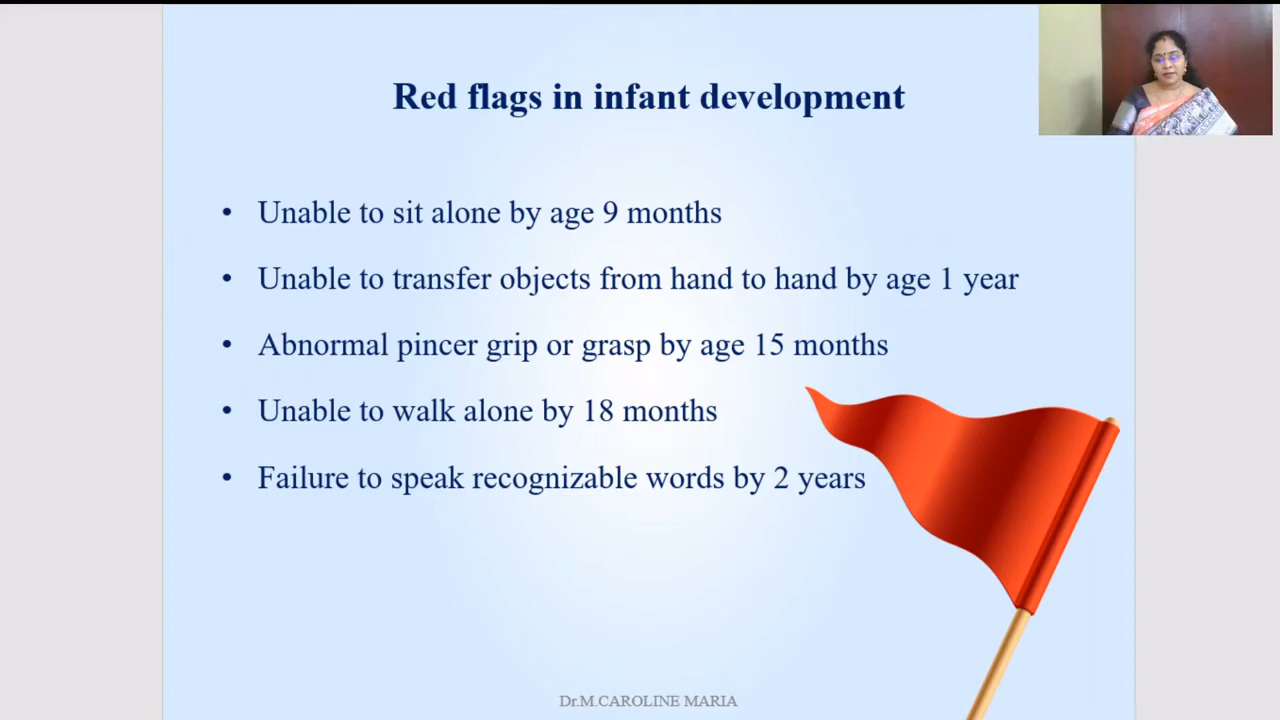 Red flags in infant development
• Unable to sit alone by age 9 months
• Unable to transfer objects from hand to hand by age 1 year
• Abnormal pincer grip or grasp by age 15 months
• Unable to walk alone by 18 months
• Failure to speak recognizable words by 2 years
Dr.M.CAROLINE MARIA